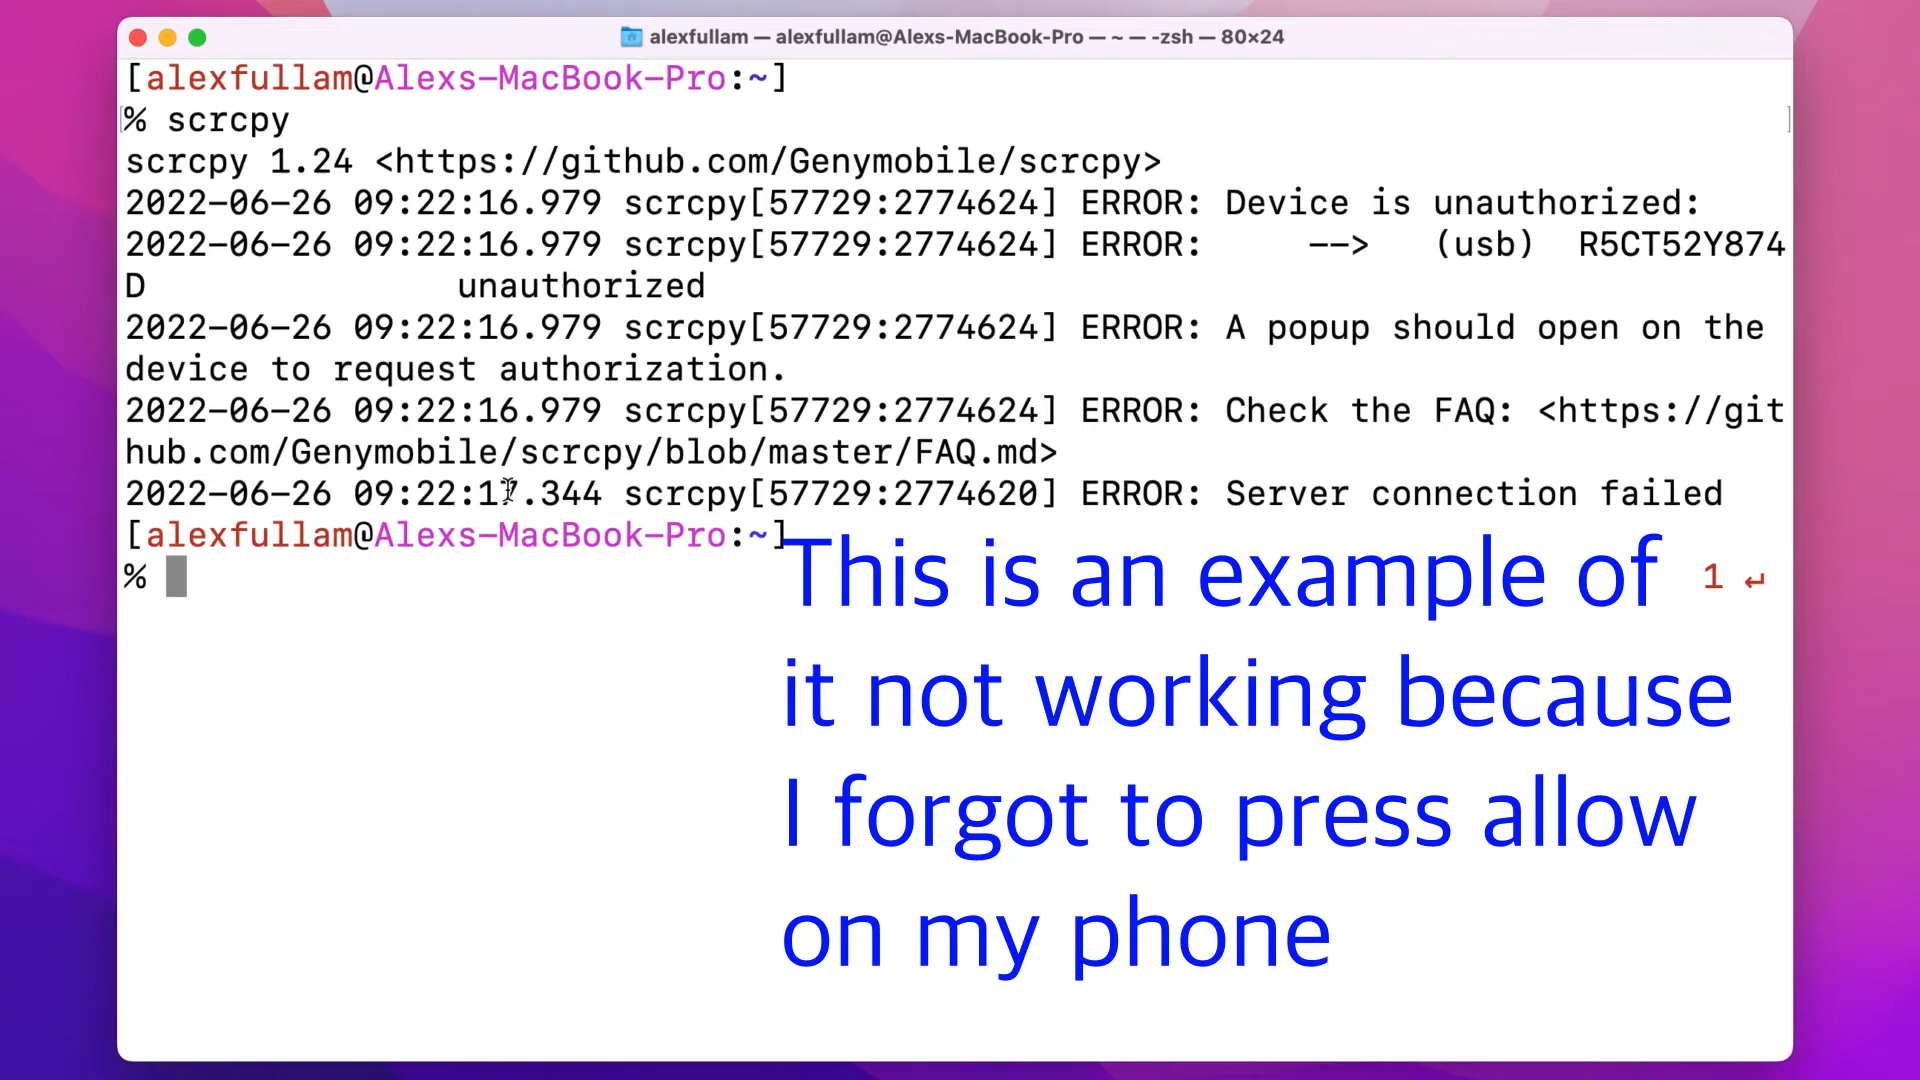 alexfullam — alexfullam@Alexs-MacBook-Pro — ~ — -zsh — 80×24
[alexfullam@Alexs-MacBook-Pro:~]
% scrcpy
scrcpy 1.24 <https://github.com/Genymobile/scrcpy>
2022-06-26 09:22:16.979 scrcpy[57729:2774624] ERROR: Device is unauthorized:
2022-06-26 09:22:16.979 scrcpy[57729:2774624] ERROR:     -->   (usb)  R5CT52Y874
D               unauthorized
2022-06-26 09:22:16.979 scrcpy[57729:2774624] ERROR: A popup should open on the
device to request authorization.
2022-06-26 09:22:16.979 scrcpy[57729:2774624] ERROR: Check the FAQ: <https://git
hub.com/Genymobile/scrcpy/blob/master/FAQ.md>
2022-06-26 09:22:17.344 scrcpy[57729:2774620] ERROR: Server connection failed
[alexfullam@Alexs-MacBook-Pro:~]
% 1 ↵
This is an example of
it not working because
I forgot to press allow
on my phone